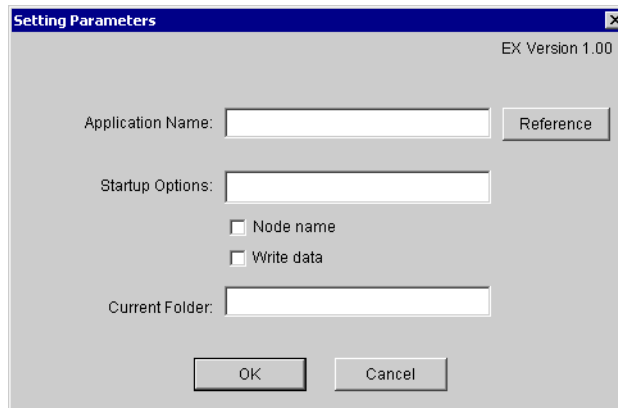 Setting Parameters
EX Version 1.00
Application Name:
Reference
Startup Options:
Node name
Write data
Current Folder:
OK
Cancel